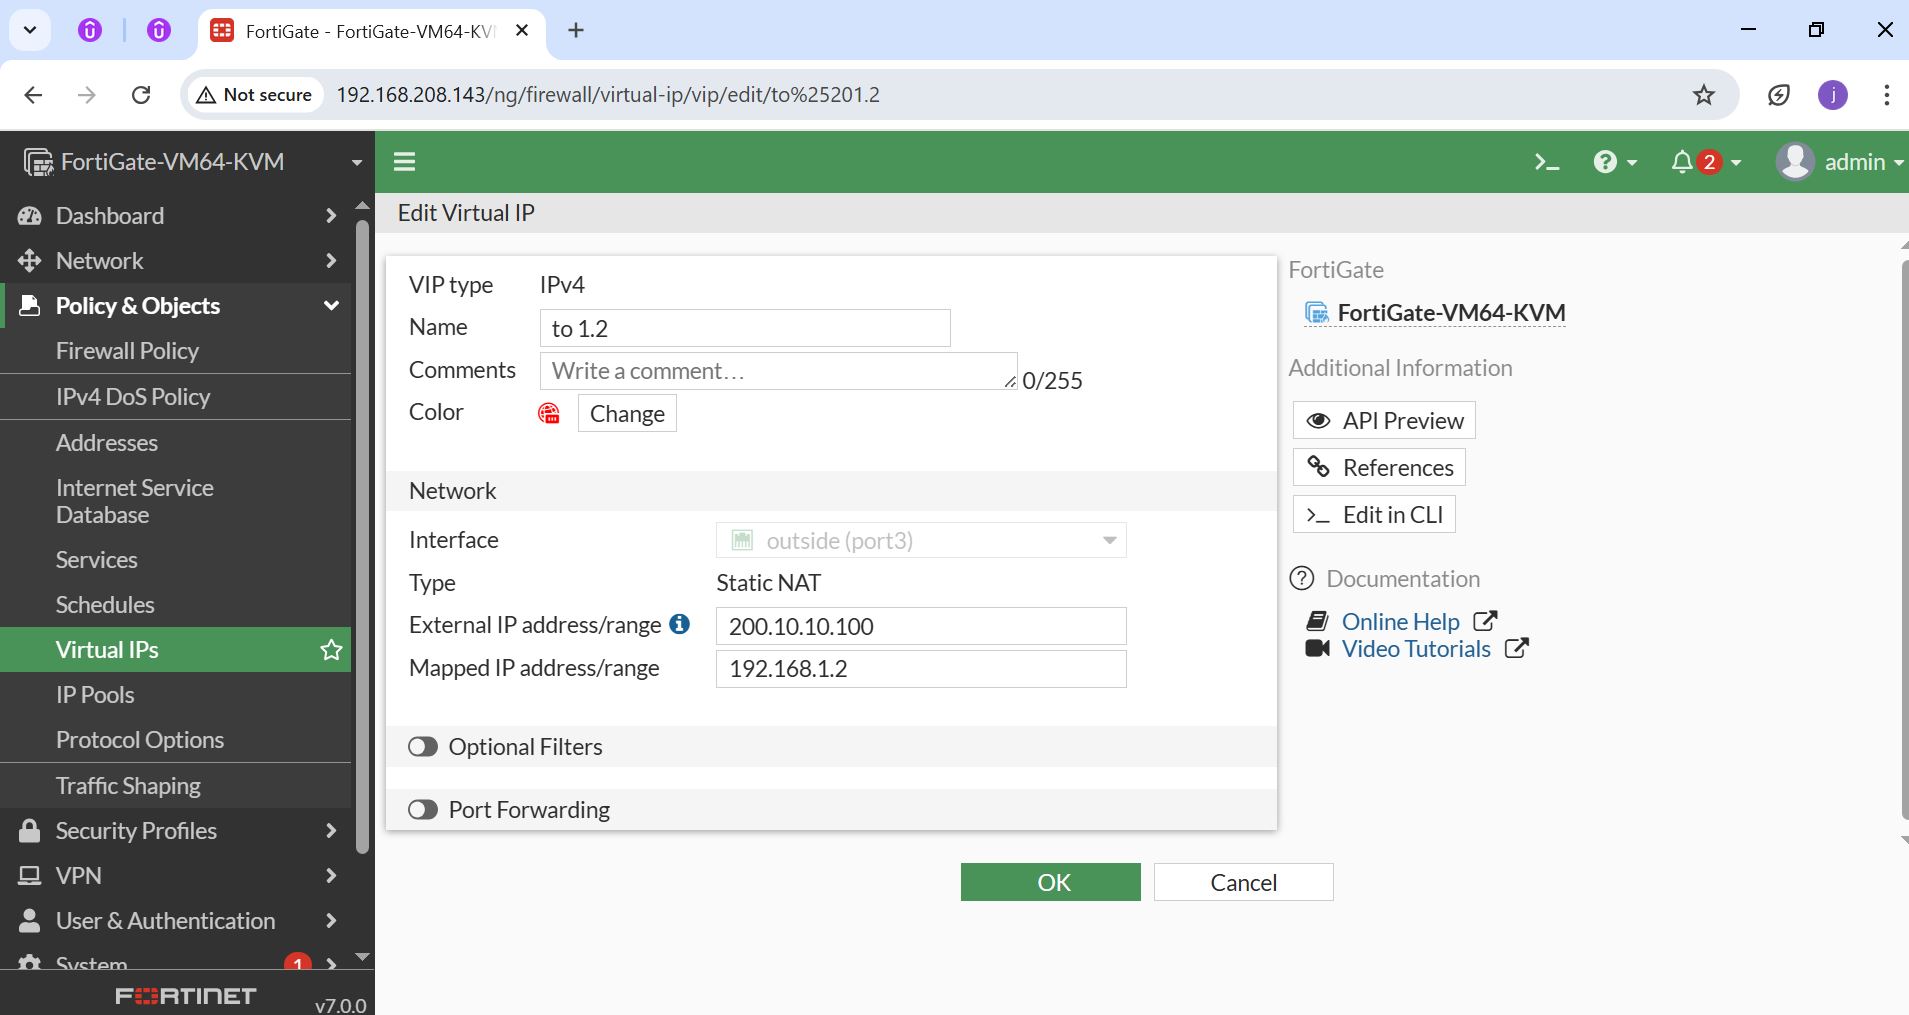 FortiGate - FortiGate-VM64-KV
Not secure
192.168.208.143/ng/firewall/virtual-ip/vip/edit/to%25201.2
j
FortiGate-VM64-KVM
2
admin
Dashboard
Network
Policy & Objects
Firewall Policy
IPv4 DoS Policy
Addresses
Internet Service
Database
Services
Schedules
Virtual IPs
IP Pools
Protocol Options
Traffic Shaping
Security Profiles
VPN
User & Authentication
System
1
FORTINET
v7.0.0
Edit Virtual IP
VIP type IPv4
Name to 1.2
Comments Write a comment... 0/255
Color Change
Network
Interface outside (port3)
Type Static NAT
External IP address/range 200.10.10.100
Mapped IP address/range 192.168.1.2
Optional Filters
Port Forwarding
OK
Cancel
FortiGate
FortiGate-VM64-KVM
Additional Information
API Preview
References
>_ Edit in CLI
Documentation
Online Help
Video Tutorials